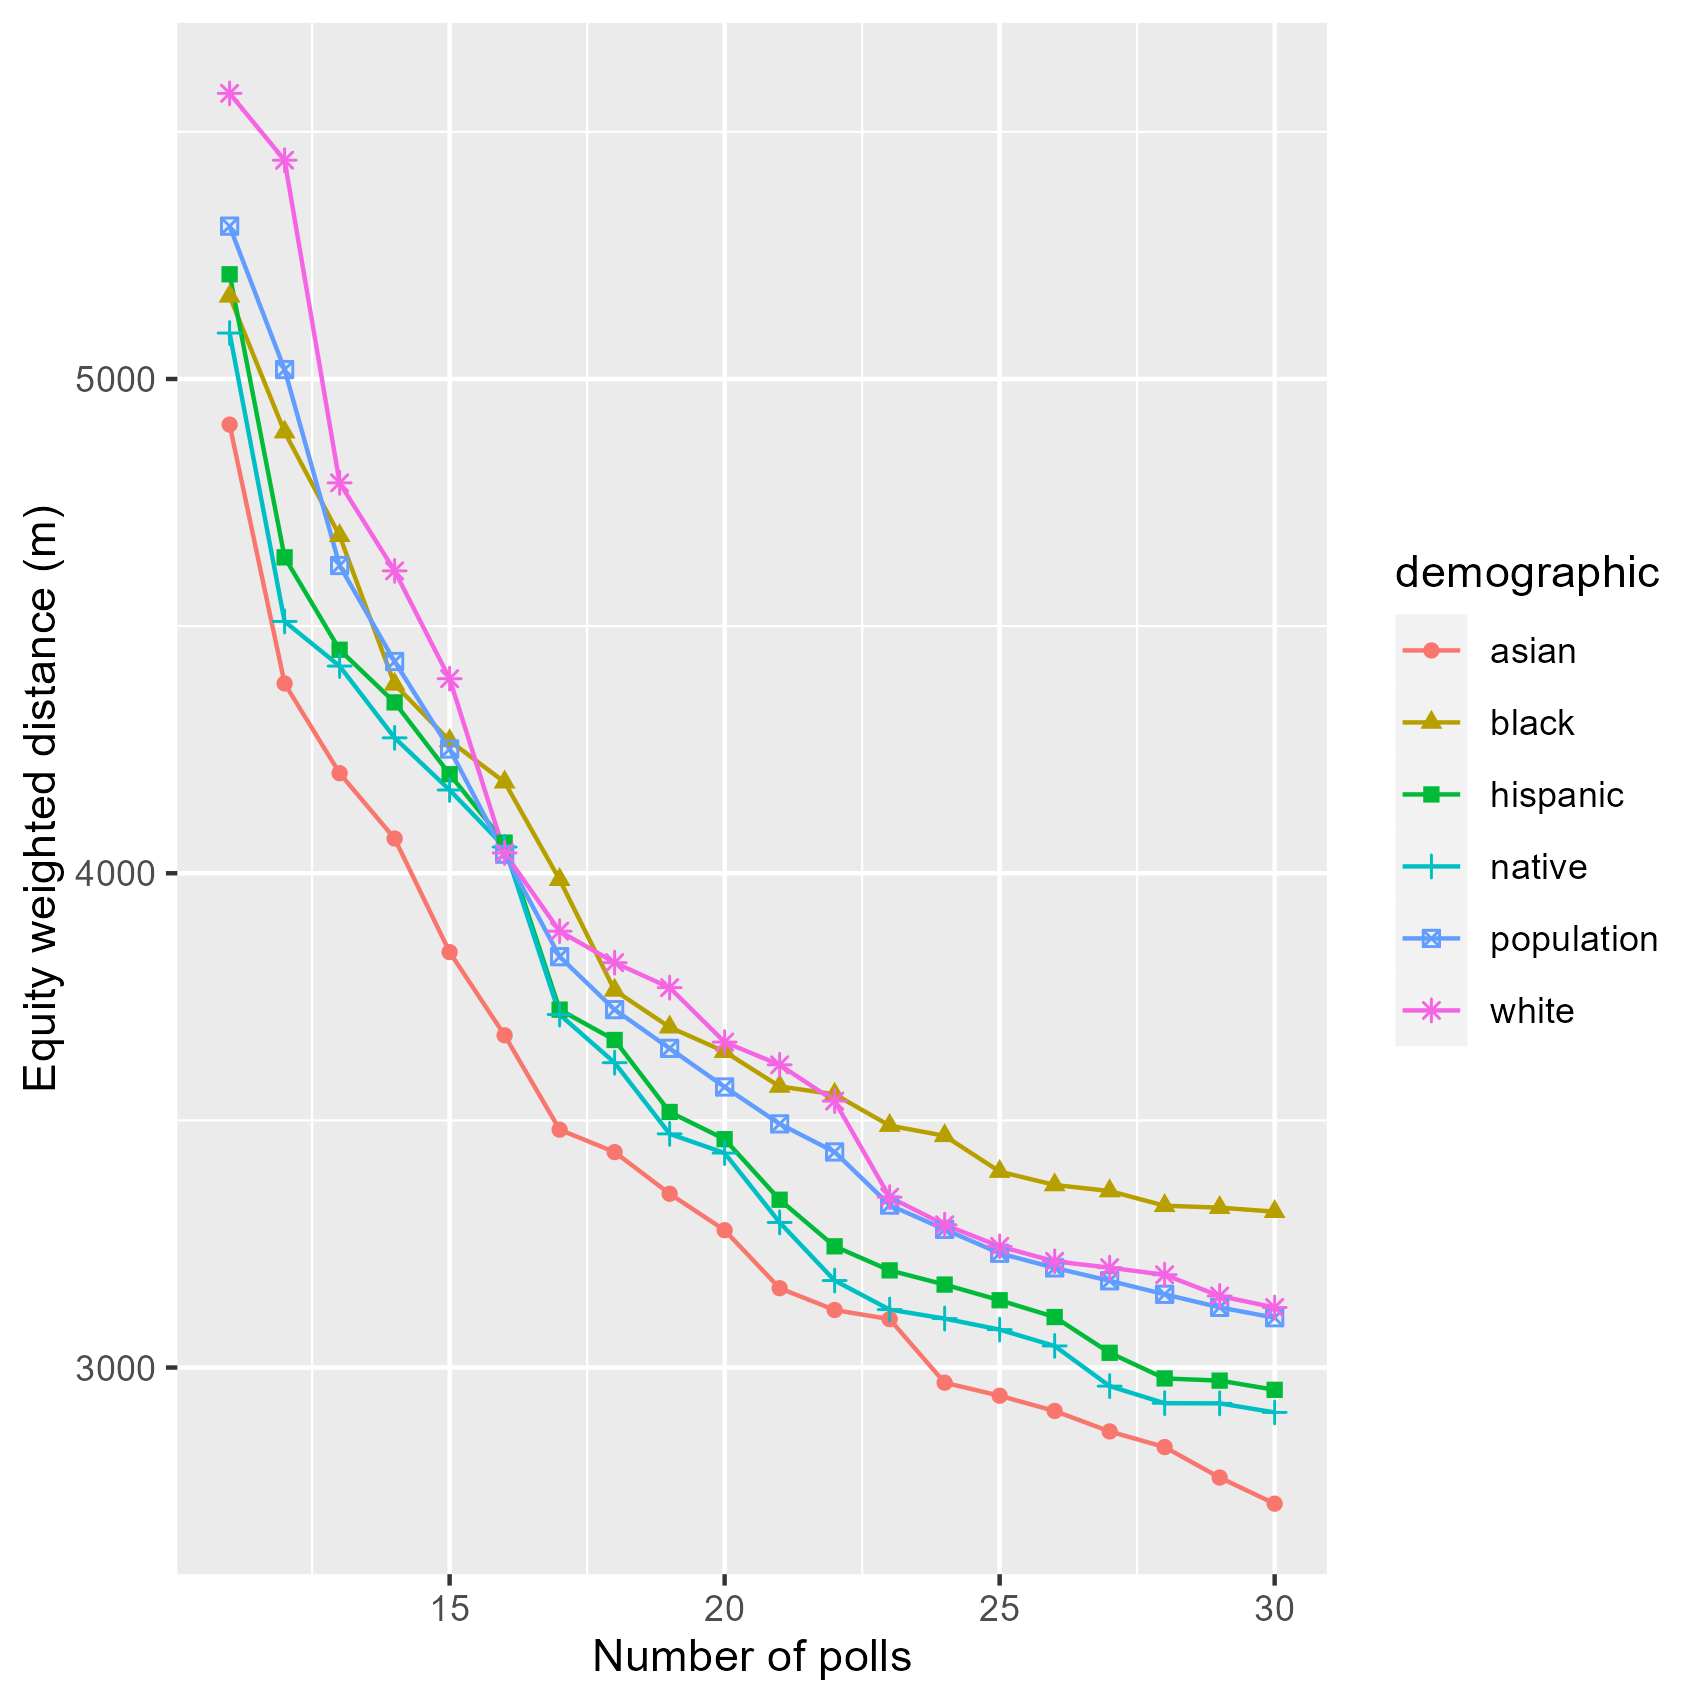 Equity weighted distance (m)
5000
4000
3000
15 20 25 30
Number of polls
demographic
asian
black
hispanic
native
population
white